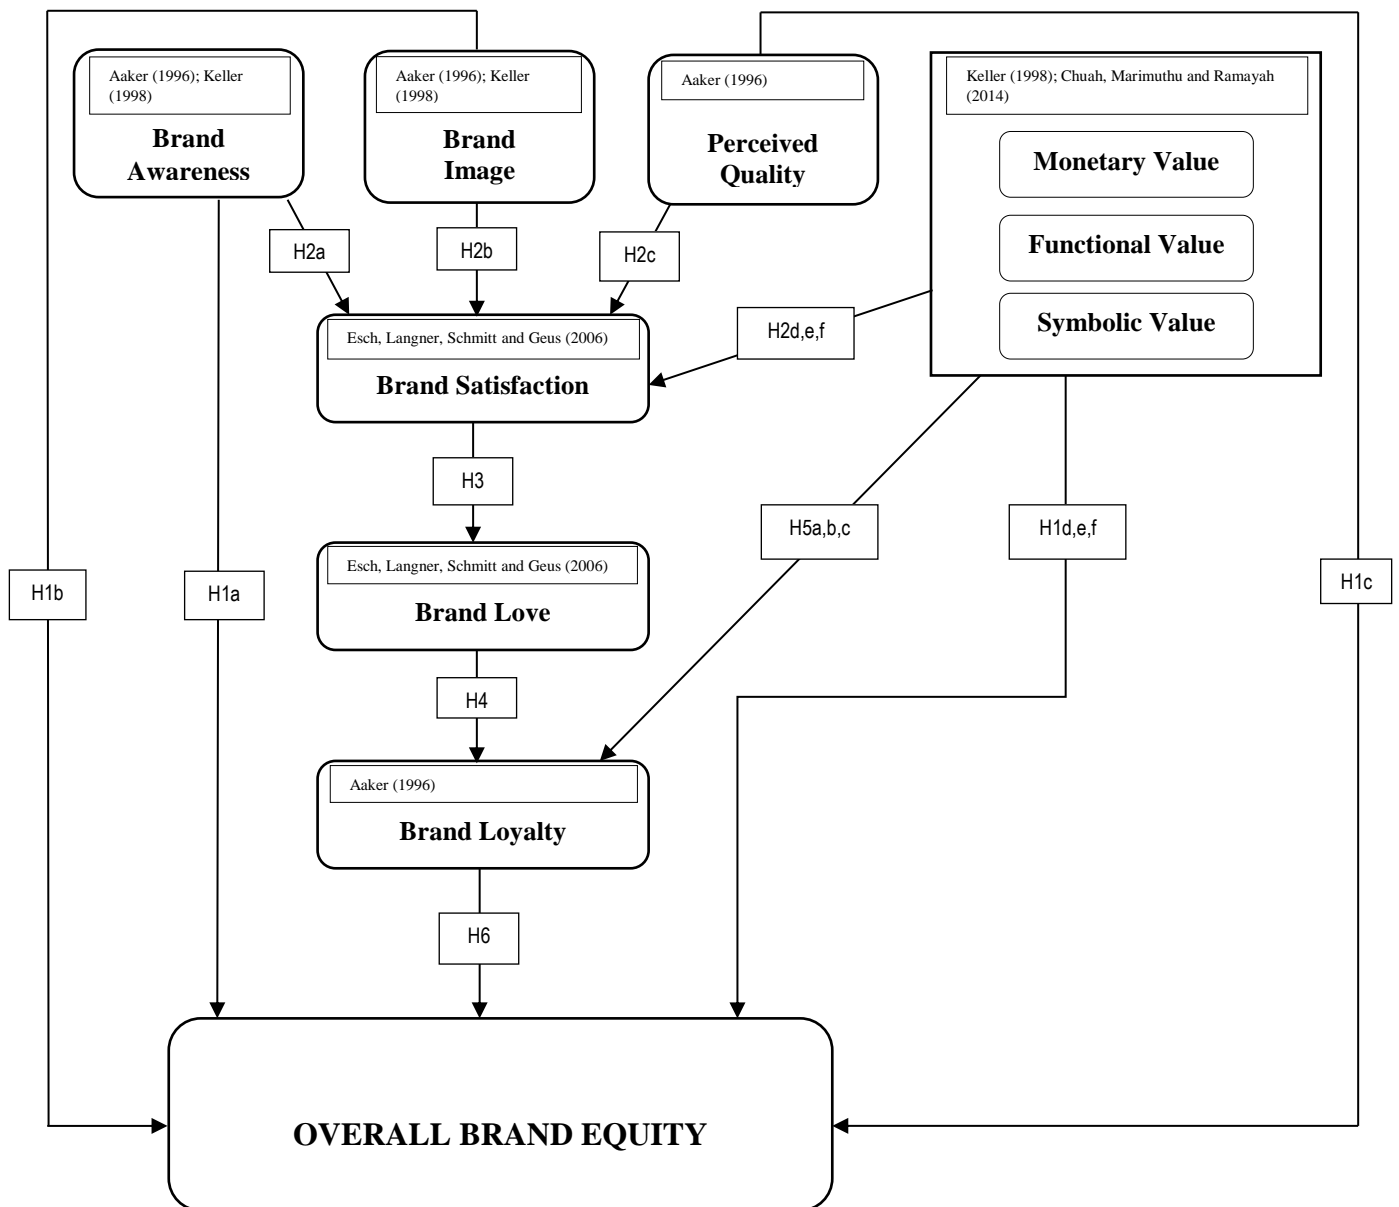 Aaker (1996); Keller
(1998)
Brand
Awareness
Aaker (1996); Keller
(1998)
Brand
Image
Aaker (1996)
Perceived
Quality
Keller (1998); Chuah, Marimuthu and Ramayah
(2014)
Monetary Value
Functional Value
Symbolic Value
H2a
H2b
H2c
H2d,e,f
Esch, Langner, Schmitt and Geus (2006)
Brand Satisfaction
H3
H5a,b,c
H1d,e,f
Esch, Langner, Schmitt and Geus (2006)
Brand Love
H1b
H1a
H1c
H4
Aaker (1996)
Brand Loyalty
H6
OVERALL BRAND EQUITY